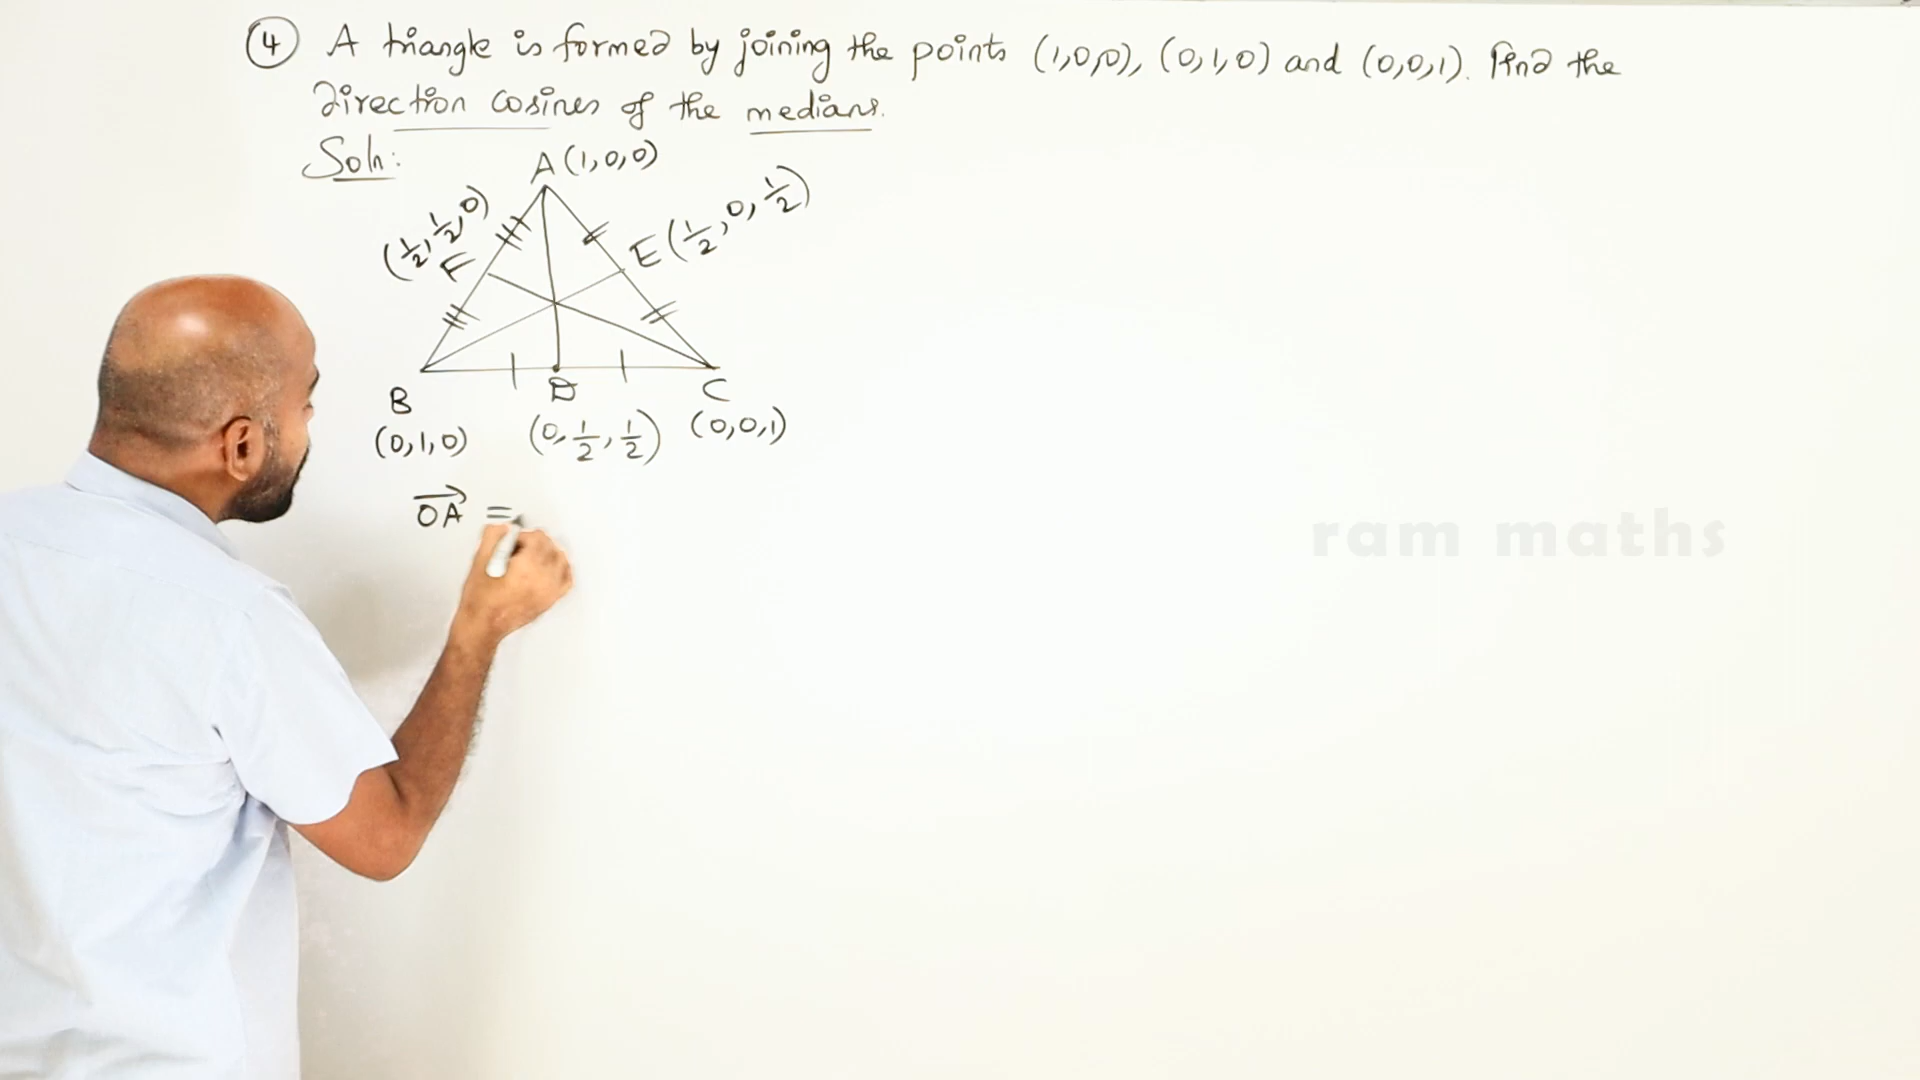 ④ A triangle is formed by joining the points (1,0,0), (0,1,0) and (0,0,1). Find the
direction cosines of the medians.
Soln:
A (1,0,0)
(1/2, 1/2, 0)
F
E (1/2, 0, 1/2)
B
D
C
(0,1,0)
(0, 1/2, 1/2)
(0,0,1)
OA⃗ =
ram maths